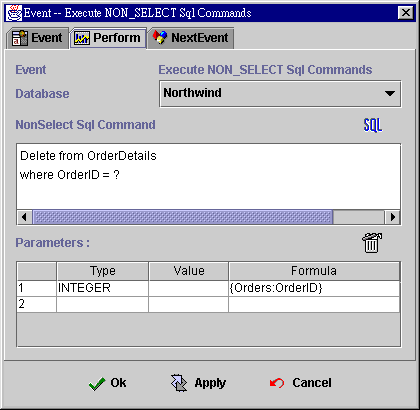 Event -- Execute NON_SELECT Sql Commands
Event Perform NextEvent
Event Execute NON_SELECT Sql Commands
Database Northwind
NonSelect Sql Command SQL
Delete from OrderDetails
where OrderID = ?
Parameters :
Type Value Formula
1 INTEGER {Orders:OrderID}
2
Ok Apply Cancel